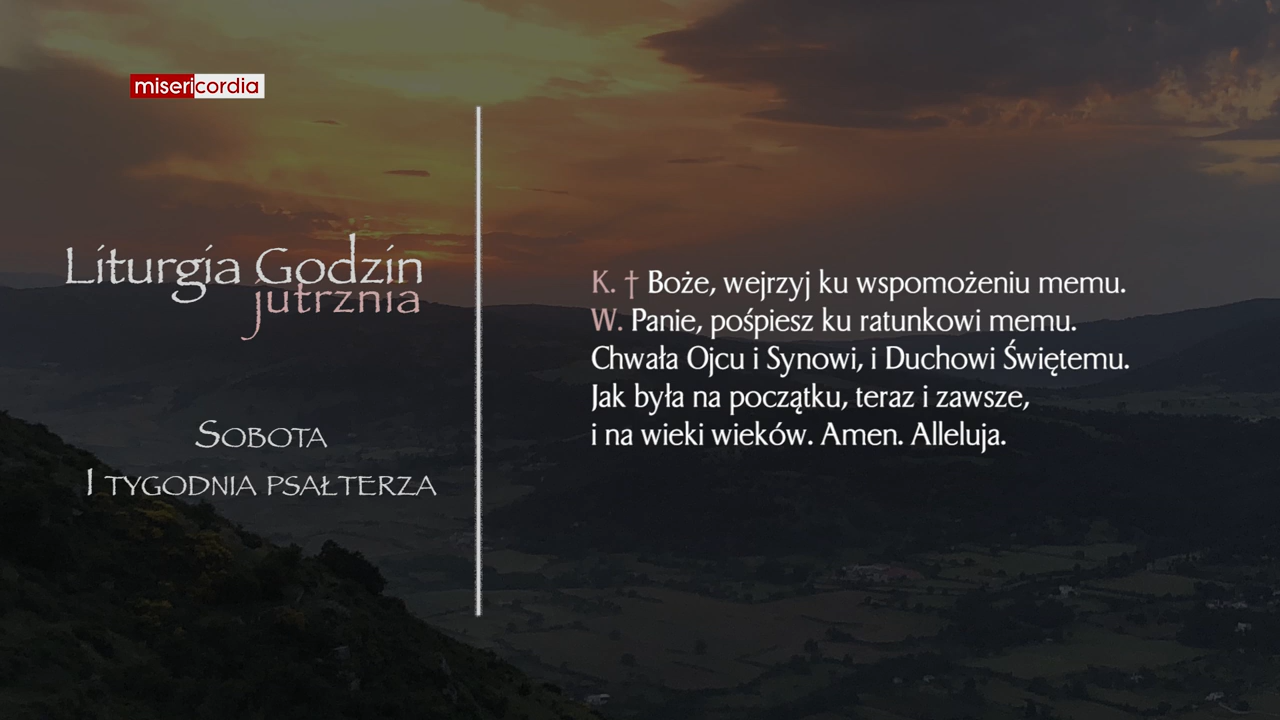 misericordia
Liturgia Godzin
jutrznia
Sobota
I tygodnia psałterza
K. † Boże, wejrzyj ku wspomożeniu memu.
W. Panie, pośpiesz ku ratunkowi memu.
Chwała Ojcu i Synowi, i Duchowi Świętemu.
Jak była na początku, teraz i zawsze,
i na wieki wieków. Amen. Alleluja.